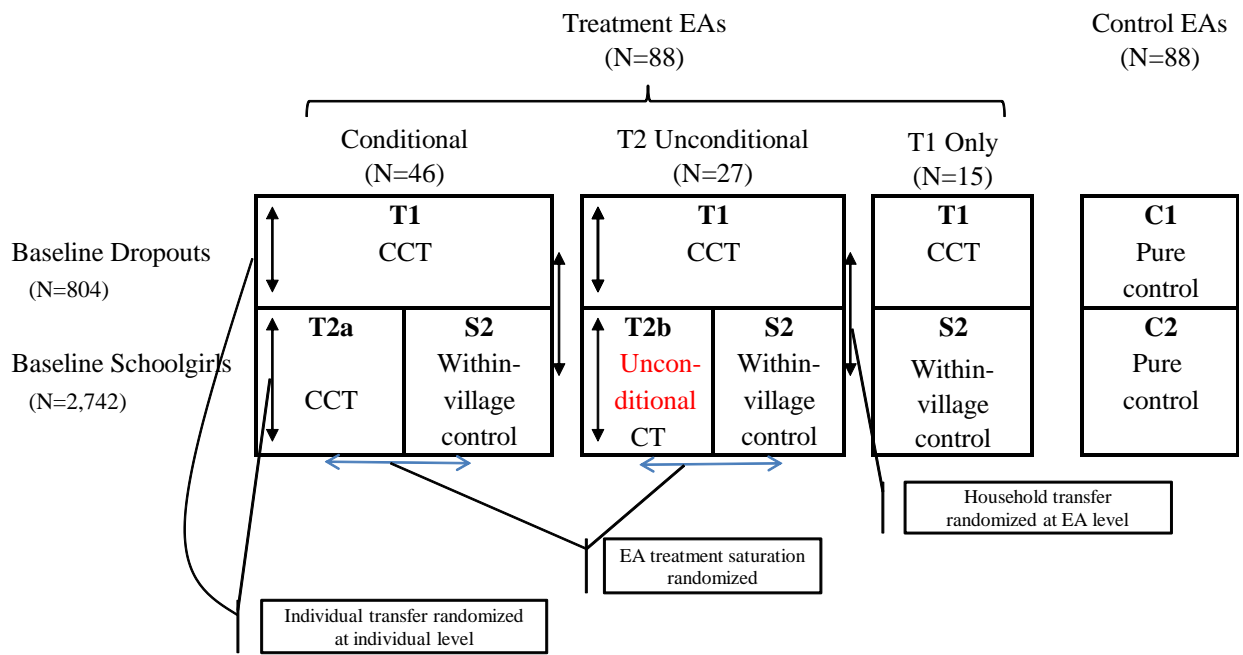 Treatment EAs
(N=88)
Control EAs
(N=88)
Conditional
(N=46)
T2 Unconditional
(N=27)
T1 Only
(N=15)
Baseline Dropouts
(N=804)
T1
CCT
T1
CCT
T1
CCT
C1
Pure
control
Baseline Schoolgirls
(N=2,742)
T2a
CCT
S2
Within-
village
control
T2b
Uncon-
ditional
CT
S2
Within-
village
control
S2
Within-
village
control
C2
Pure
control
Household transfer
randomized at EA level
EA treatment saturation
randomized
Individual transfer randomized
at individual level